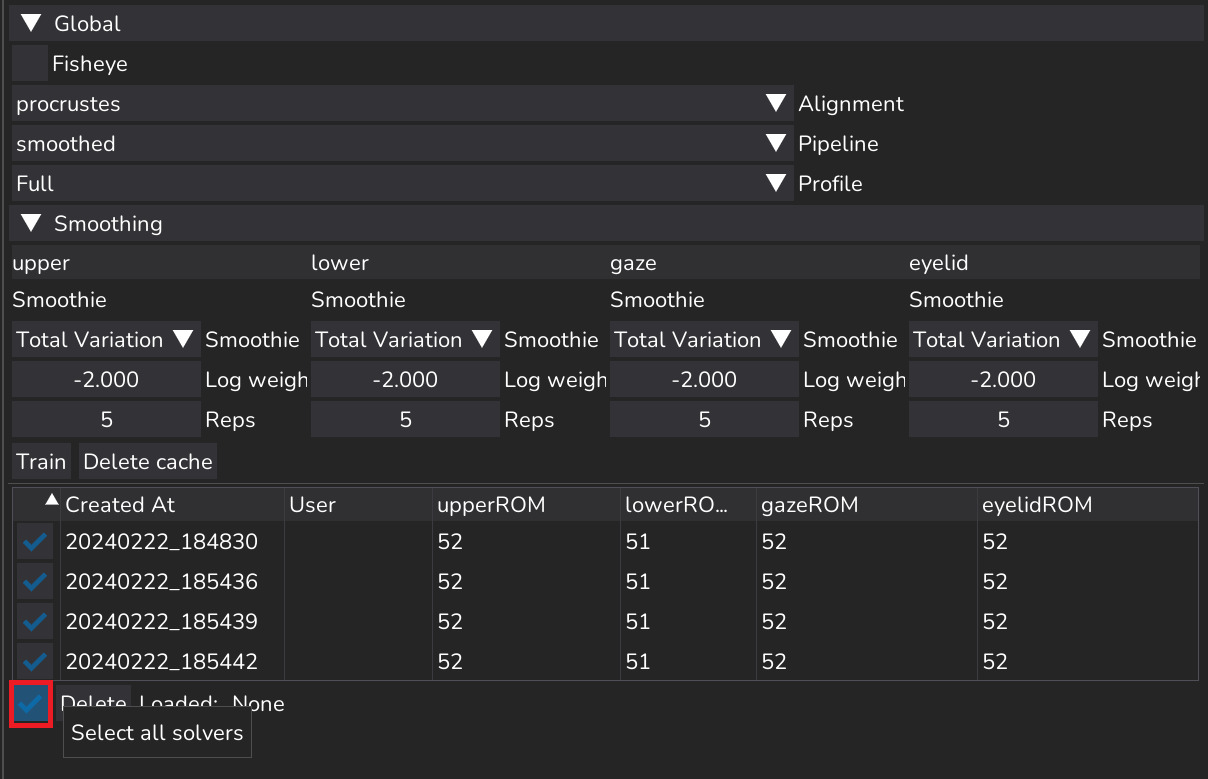 Global
Fisheye
procrustes Alignment
smoothed Pipeline
Full Profile
Smoothing
upper lower gaze eyelid
Smoothie Smoothie Smoothie Smoothie
Total Variation Smoothie Total Variation Smoothie Total Variation Smoothie Total Variation Smoothie
-2.000 Log weigh -2.000 Log weigh -2.000 Log weigh -2.000 Log weigh
5 Reps 5 Reps 5 Reps 5 Reps
Train Delete cache
Created At User upperROM lowerRO... gazeROM eyelidROM
20240222_184830 52 51 52 52
20240222_185436 52 51 52 52
20240222_185439 52 51 52 52
20240222_185442 52 51 52 52
Delete Loaded: None
Select all solvers